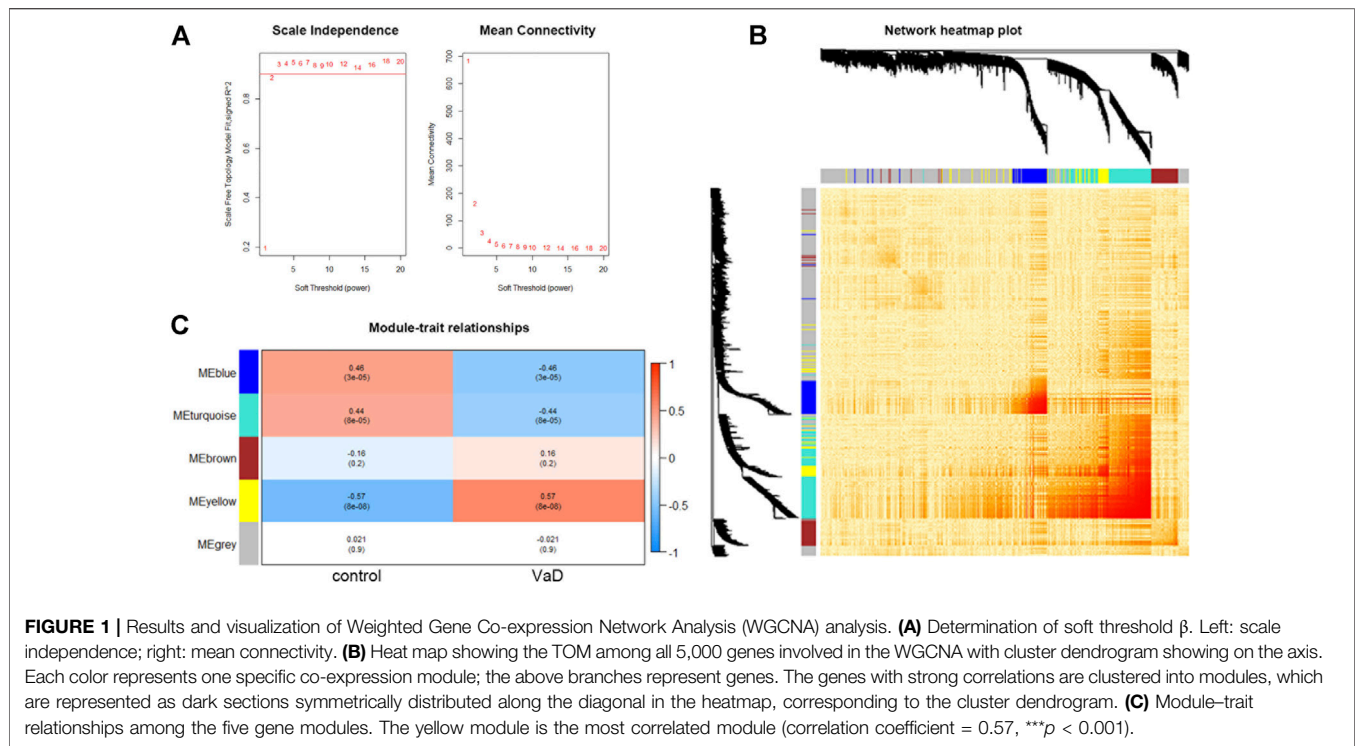 A
Scale Independence
Scale Free Topology Model Fit,signed R^2
0.2 0.4 0.6 0.8
1 2 3 4 5 6 7 8 9 10 12 14 16 18 20
5 10 15 20
Soft Threshold (power)
Mean Connectivity
Mean Connectivity
0 100 200 300 400 500 600 700
1 2 3 4 5 6 7 8 9 10 12 14 16 18 20
5 10 15 20
Soft Threshold (power)
B
Network heatmap plot
C
Module-trait relationships
MEblue
0.46
(3e-05)
-0.46
(3e-05)
MEturquoise
0.44
(8e-05)
-0.44
(8e-05)
MEbrown
-0.16
(0.2)
0.16
(0.2)
MEyellow
-0.57
(8e-08)
0.57
(8e-08)
MEgrey
0.021
(0.9)
-0.021
(0.9)
control VaD
1
0.5
0
-0.5
-1
FIGURE 1 | Results and visualization of Weighted Gene Co-expression Network Analysis (WGCNA) analysis. (A) Determination of soft threshold β. Left: scale
independence; right: mean connectivity. (B) Heat map showing the TOM among all 5,000 genes involved in the WGCNA with cluster dendrogram showing on the axis.
Each color represents one specific co-expression module; the above branches represent genes. The genes with strong correlations are clustered into modules, which
are represented as dark sections symmetrically distributed along the diagonal in the heatmap, corresponding to the cluster dendrogram. (C) Module–trait
relationships among the five gene modules. The yellow module is the most correlated module (correlation coefficient = 0.57, ***p < 0.001).